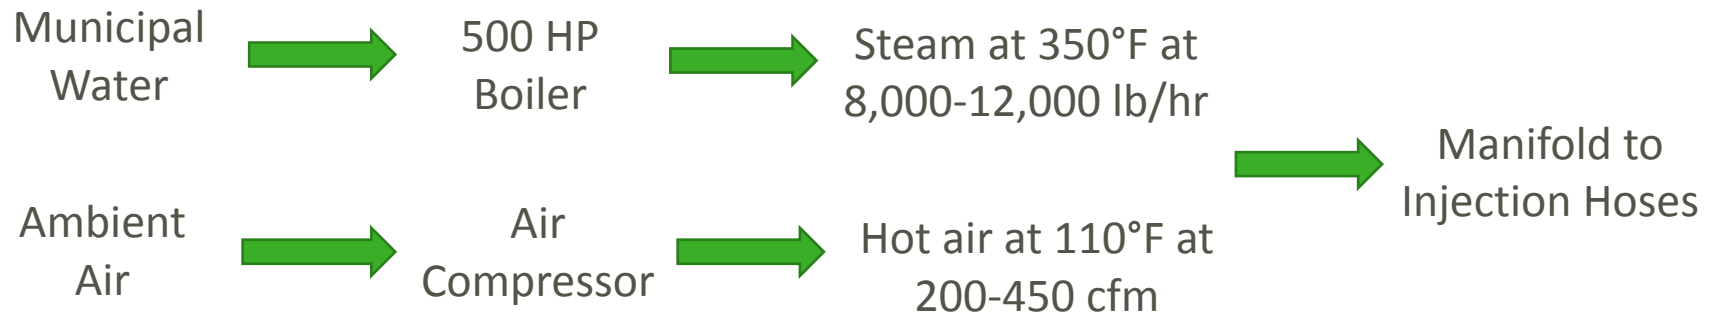 Municipal
Water
500 HP
Boiler
Steam at 350°F at
8,000-12,000 lb/hr
Ambient
Air
Air
Compressor
Hot air at 110°F at
200-450 cfm
Manifold to
Injection Hoses